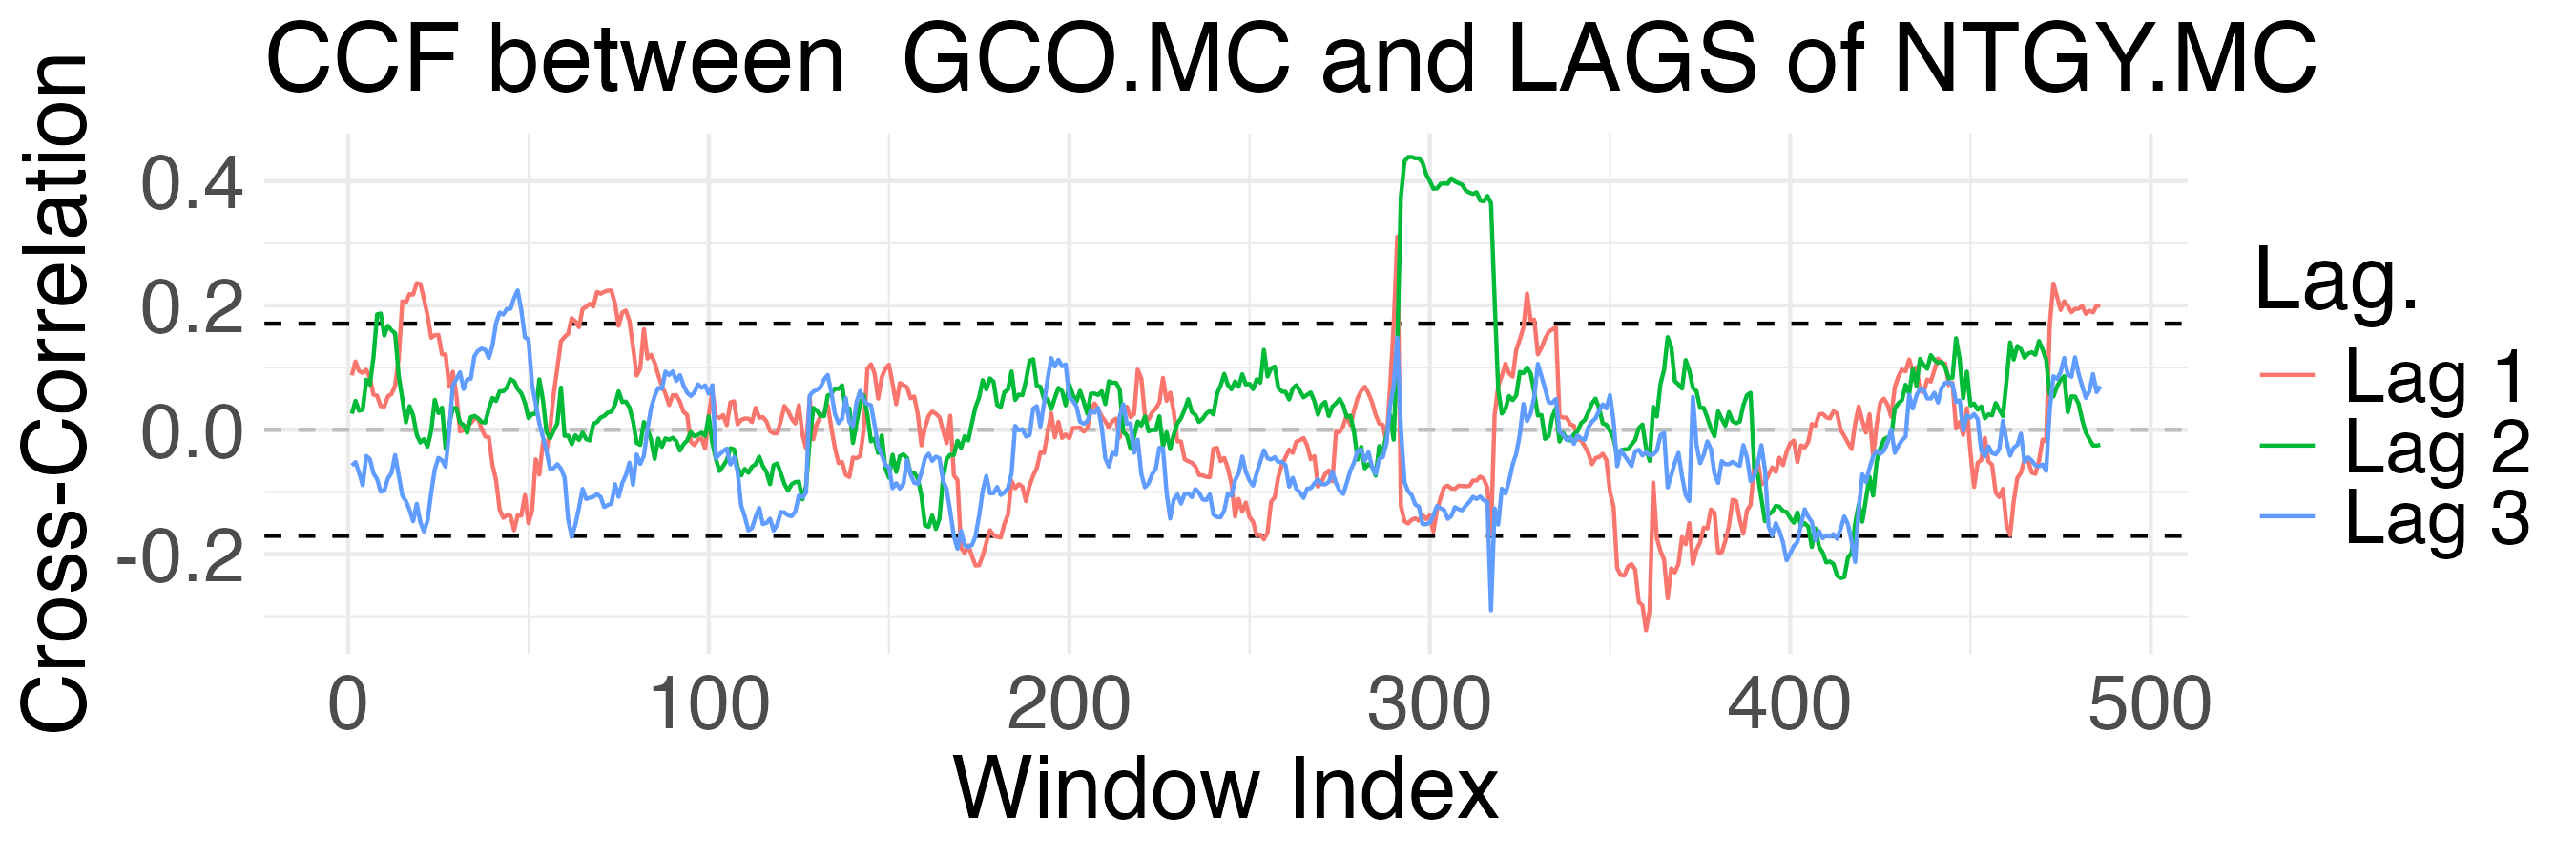 CCF between  GCO.MC and LAGS of NTGY.MC
Cross-Correlation
0.4
0.2
0.0
-0.2
0
100
200
300
400
500
Window Index
Lag.
Lag 1
Lag 2
Lag 3